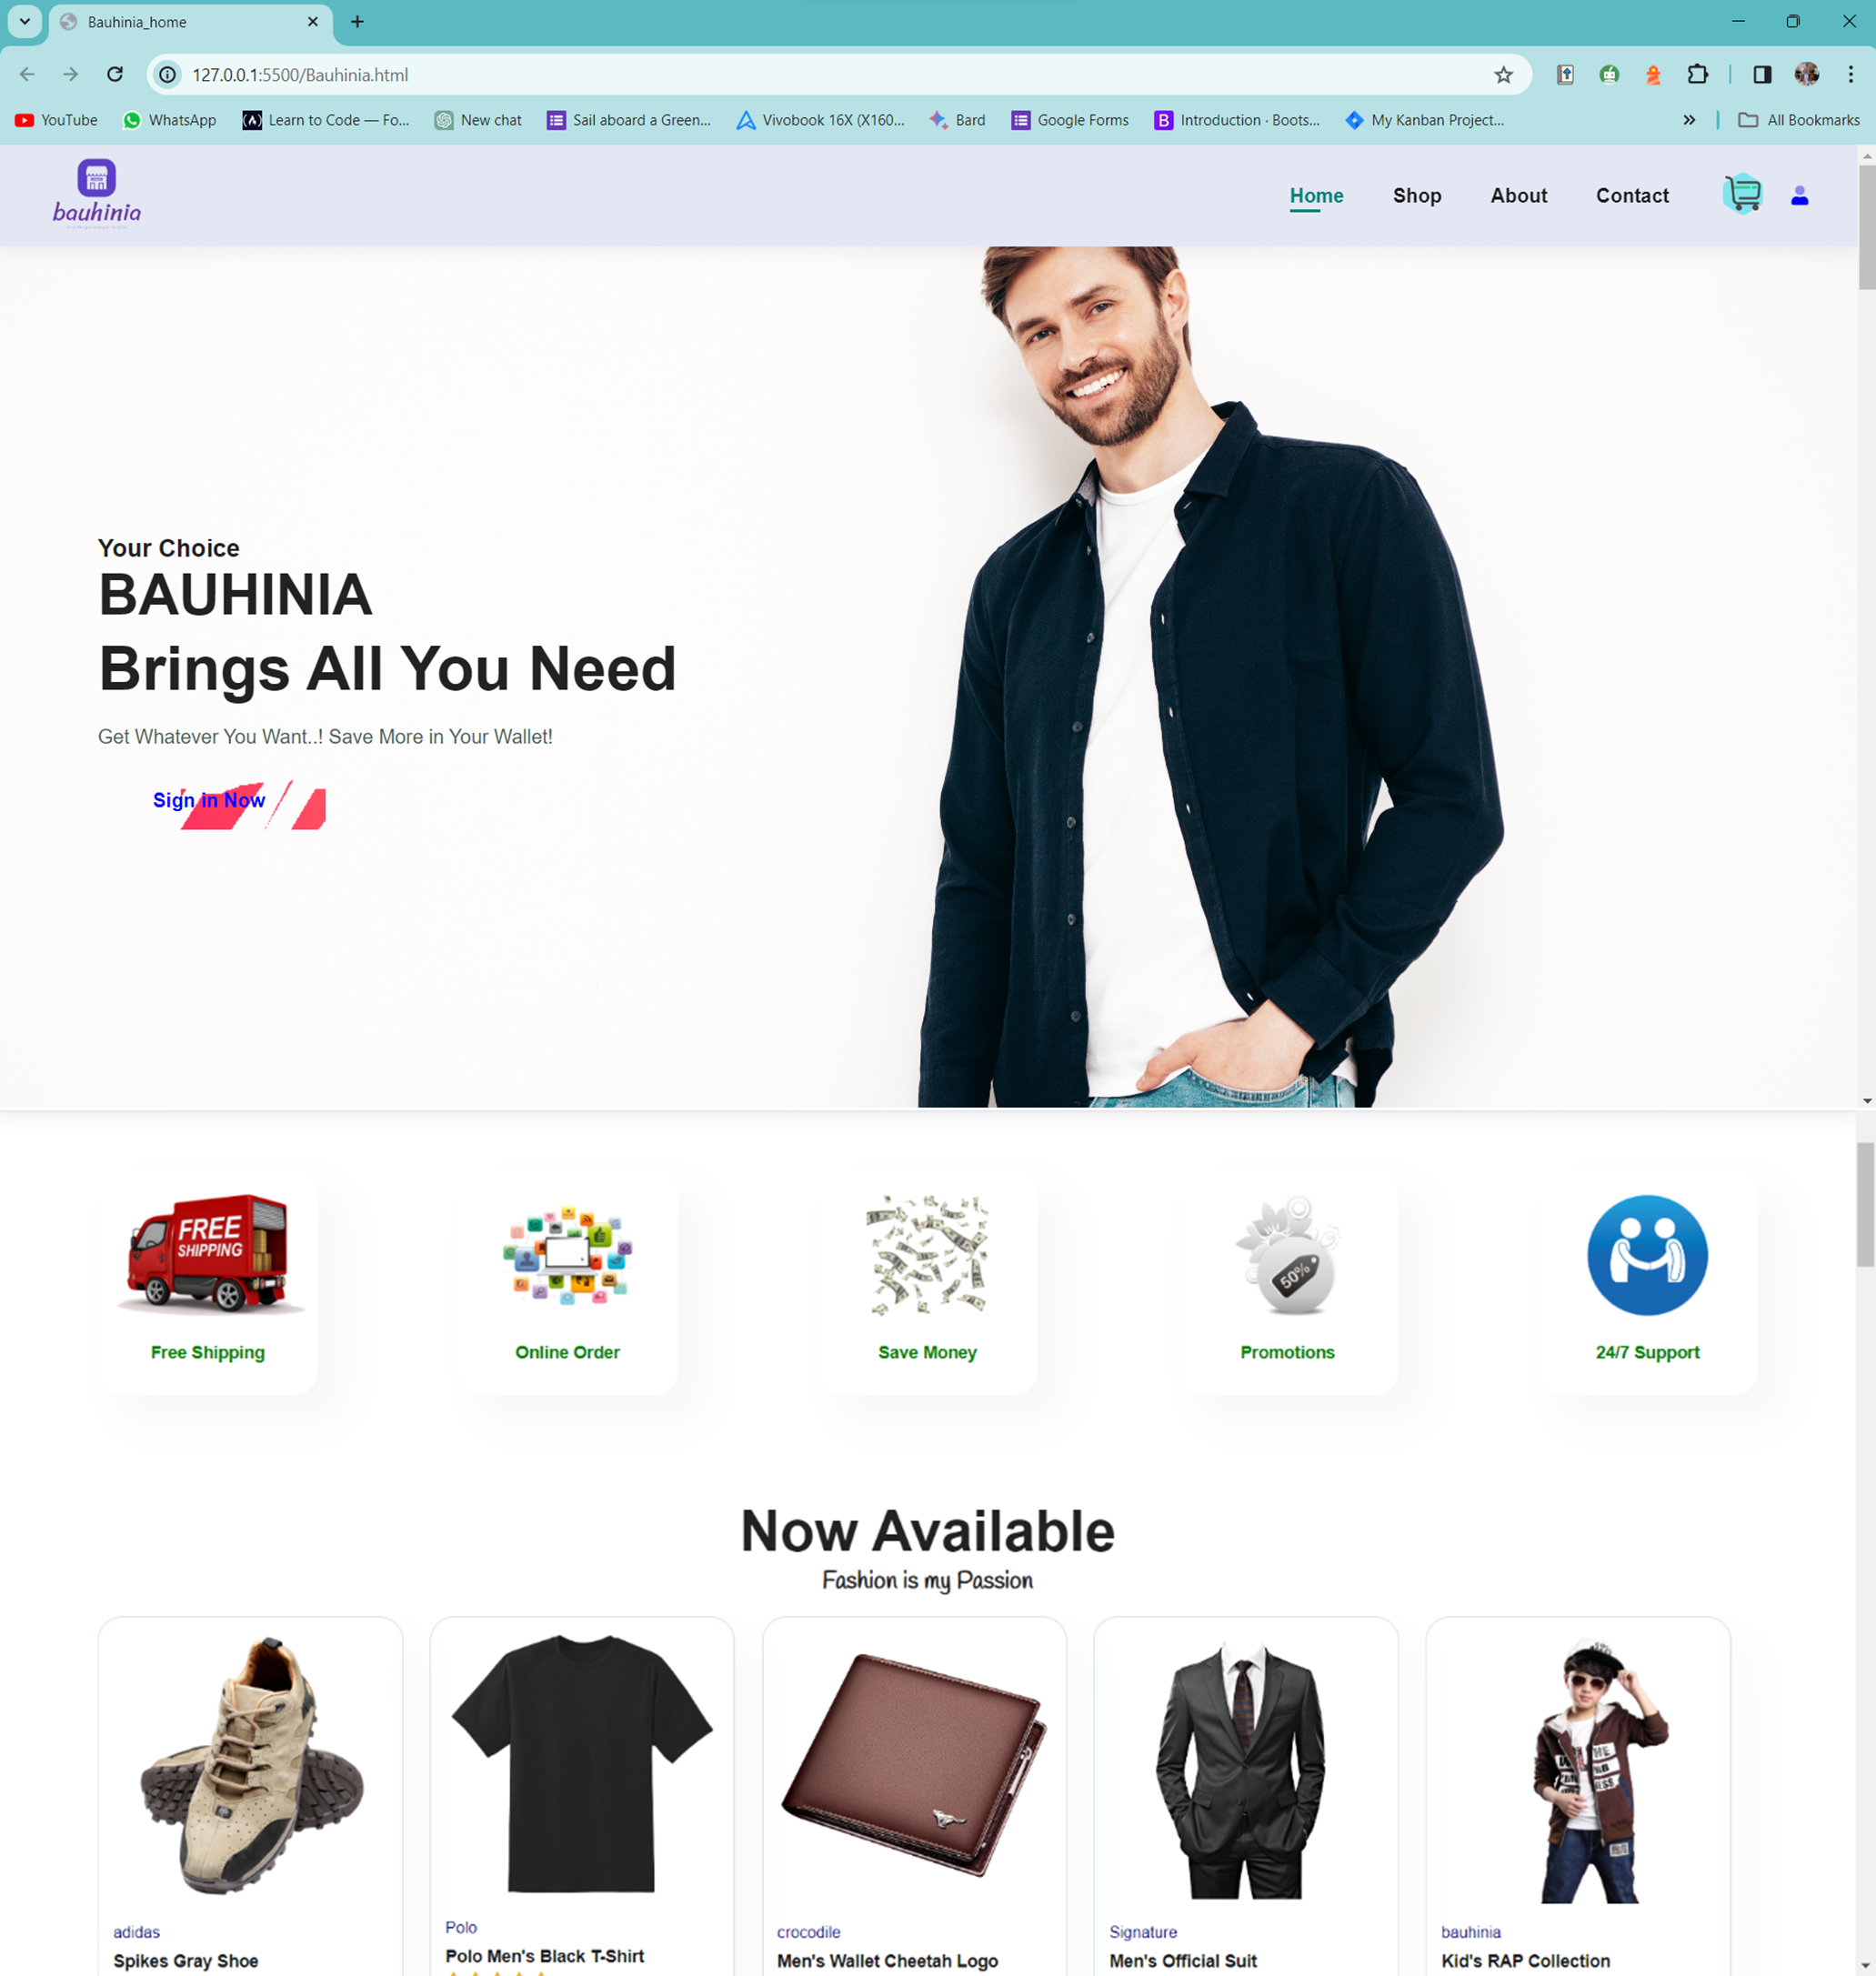 Bauhinia_home
127.0.0.1:5500/Bauhinia.html
YouTube
WhatsApp
Learn to Code — Fo...
New chat
Sail aboard a Green...
Vivobook 16X (X160...
Bard
Google Forms
Introduction · Boots...
My Kanban Project...
All Bookmarks
bauhinia
Home
Shop
About
Contact
Your Choice
BAUHINIA
Brings All You Need
Get Whatever You Want..! Save More in Your Wallet!
Sign in Now
FREE
SHIPPING
50%
Free Shipping
Online Order
Save Money
Promotions
24/7 Support
Now Available
Fashion is my Passion
adidas
Spikes Gray Shoe
Polo
Polo Men's Black T-Shirt
crocodile
Men's Wallet Cheetah Logo
Signature
Men's Official Suit
bauhinia
Kid's RAP Collection